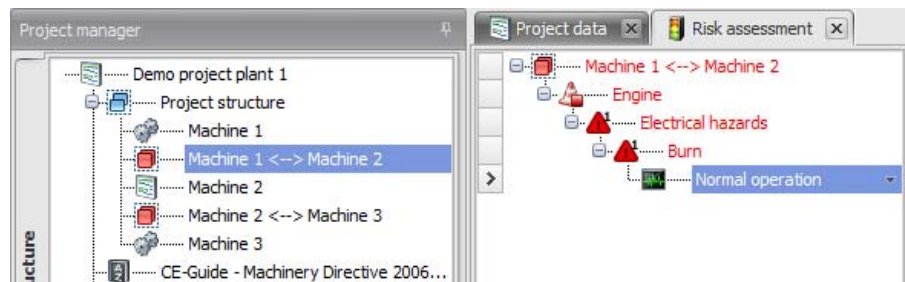 Project manager
Demo project plant 1
Project structure
Machine 1
Machine 1 <--> Machine 2
Machine 2
Machine 2 <--> Machine 3
Machine 3
CE-Guide - Machinery Directive 2006...
Project data
Risk assessment
Machine 1 <--> Machine 2
Engine
1
Electrical hazards
1
Burn
Normal operation